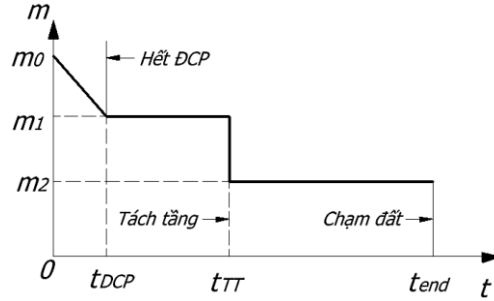 m
m0
Hết ĐCP
m1
m2
Tách tầng
Chạm đất
0
tDCP
tTT
tend
t